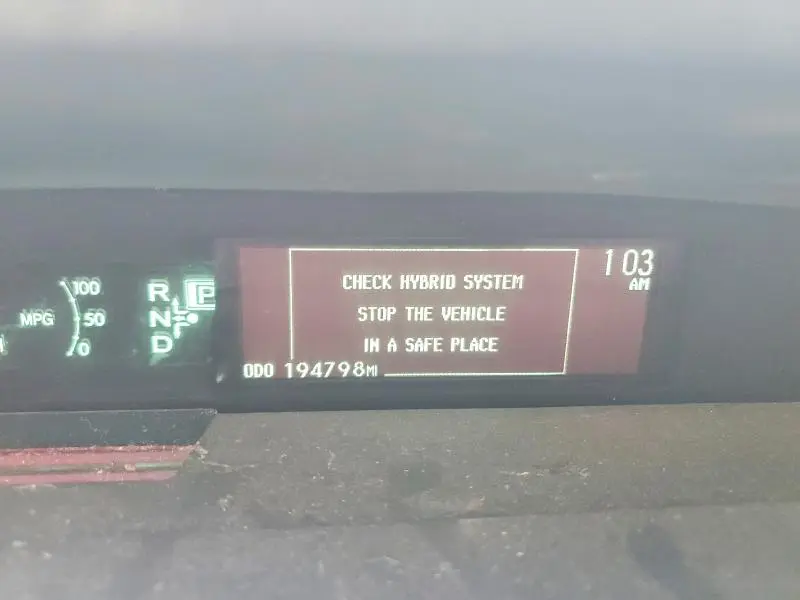 100
MPG 50
0
R P
N
D
CHECK HYBRID SYSTEM
STOP THE VEHICLE
IN A SAFE PLACE
1 03
AM
ODO 194798MI